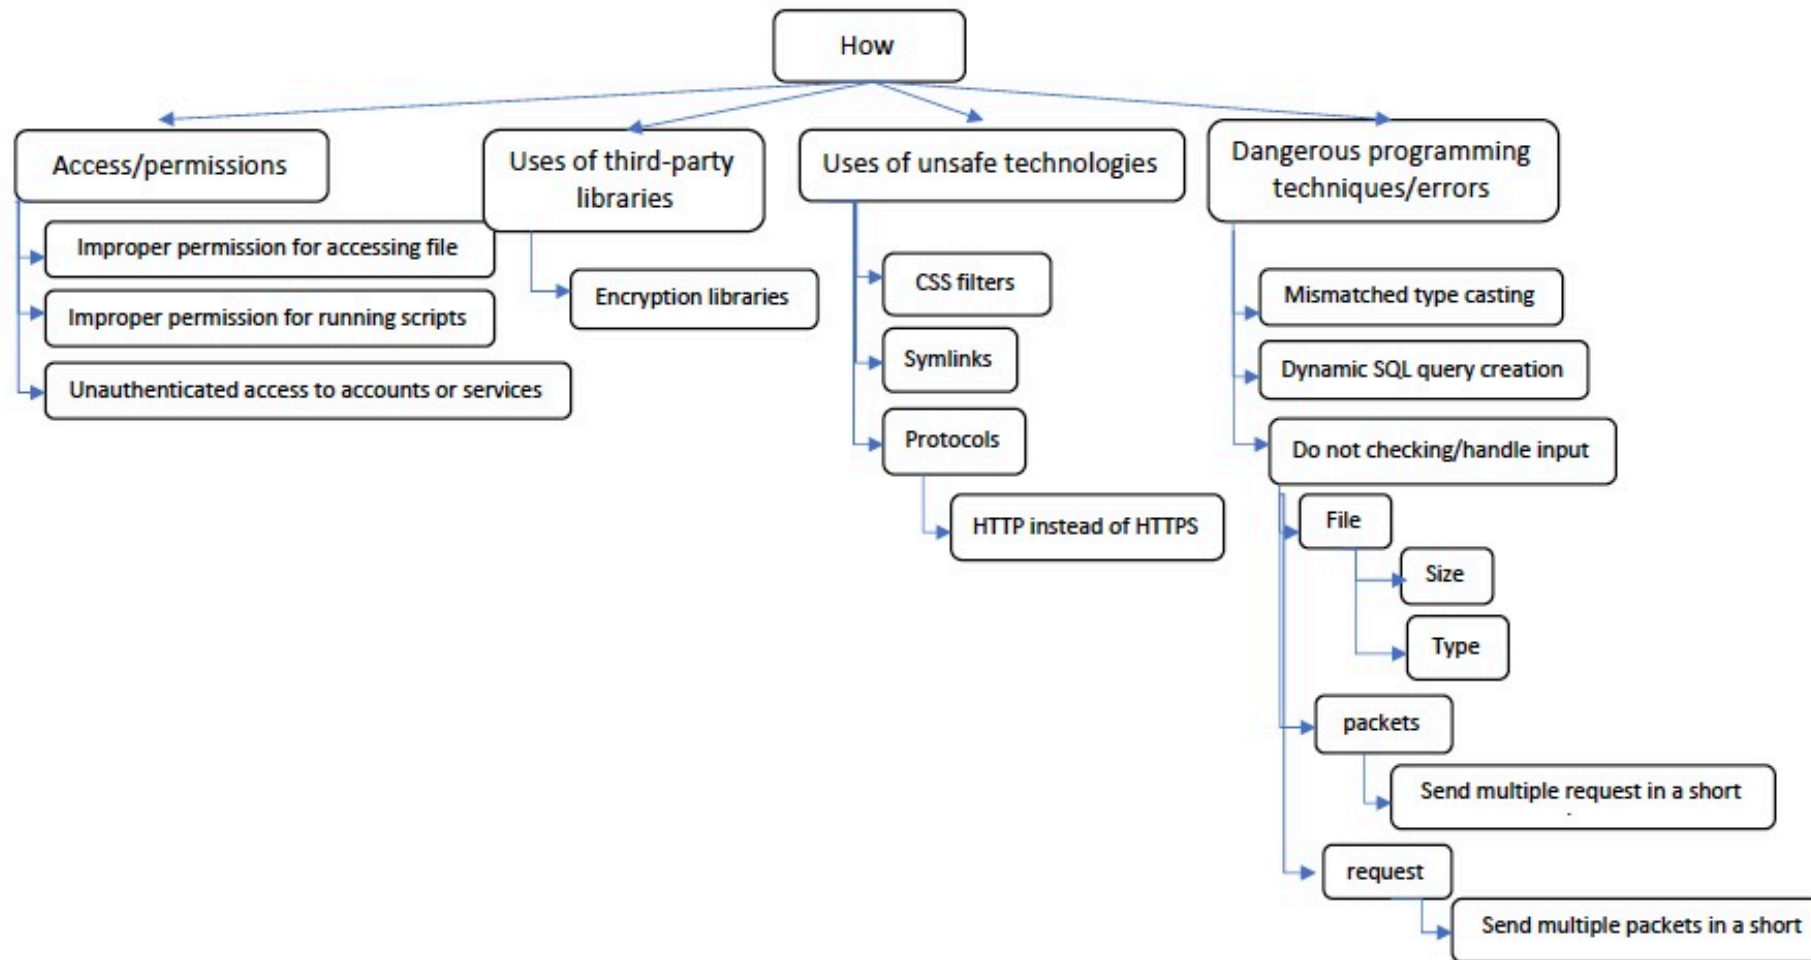 How
Access/permissions
Improper permission for accessing file
Improper permission for running scripts
Unauthenticated access to accounts or services
Uses of third-party
libraries
Encryption libraries
Uses of unsafe technologies
CSS filters
Symlinks
Protocols
HTTP instead of HTTPS
Dangerous programming
techniques/errors
Mismatched type casting
Dynamic SQL query creation
Do not checking/handle input
File
Size
Type
packets
Send multiple request in a short
request
Send multiple packets in a short